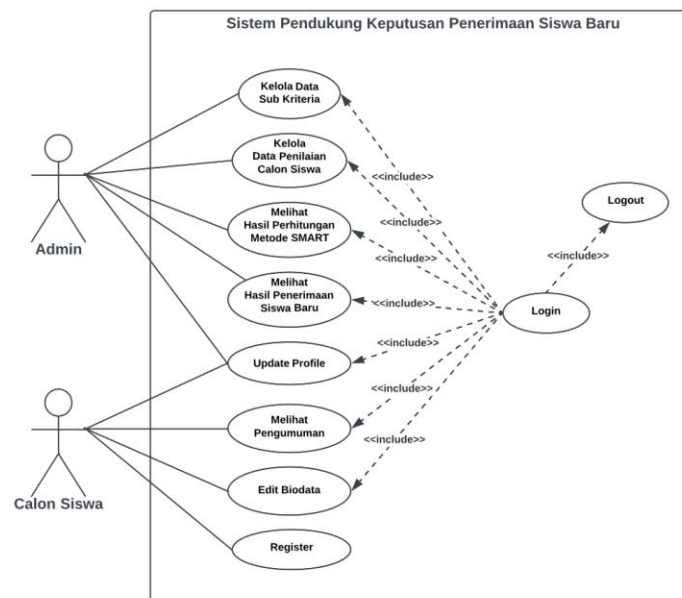 Sistem Pendukung Keputusan Penerimaan Siswa Baru
Kelola Data
Sub Kriteria
Kelola
Data Penilaian
Calon Siswa
Melihat
Hasil Perhitungan
Metode SMART
Melihat
Hasil Penerimaan
Siswa Baru
Update Profile
Melihat
Pengumuman
Edit Biodata
Register
Admin
Calon Siswa
<<include>>
<<include>>
<<include>>
<<include>>
<<include>>
<<include>>
<<include>>
<<include>>
Login
Logout